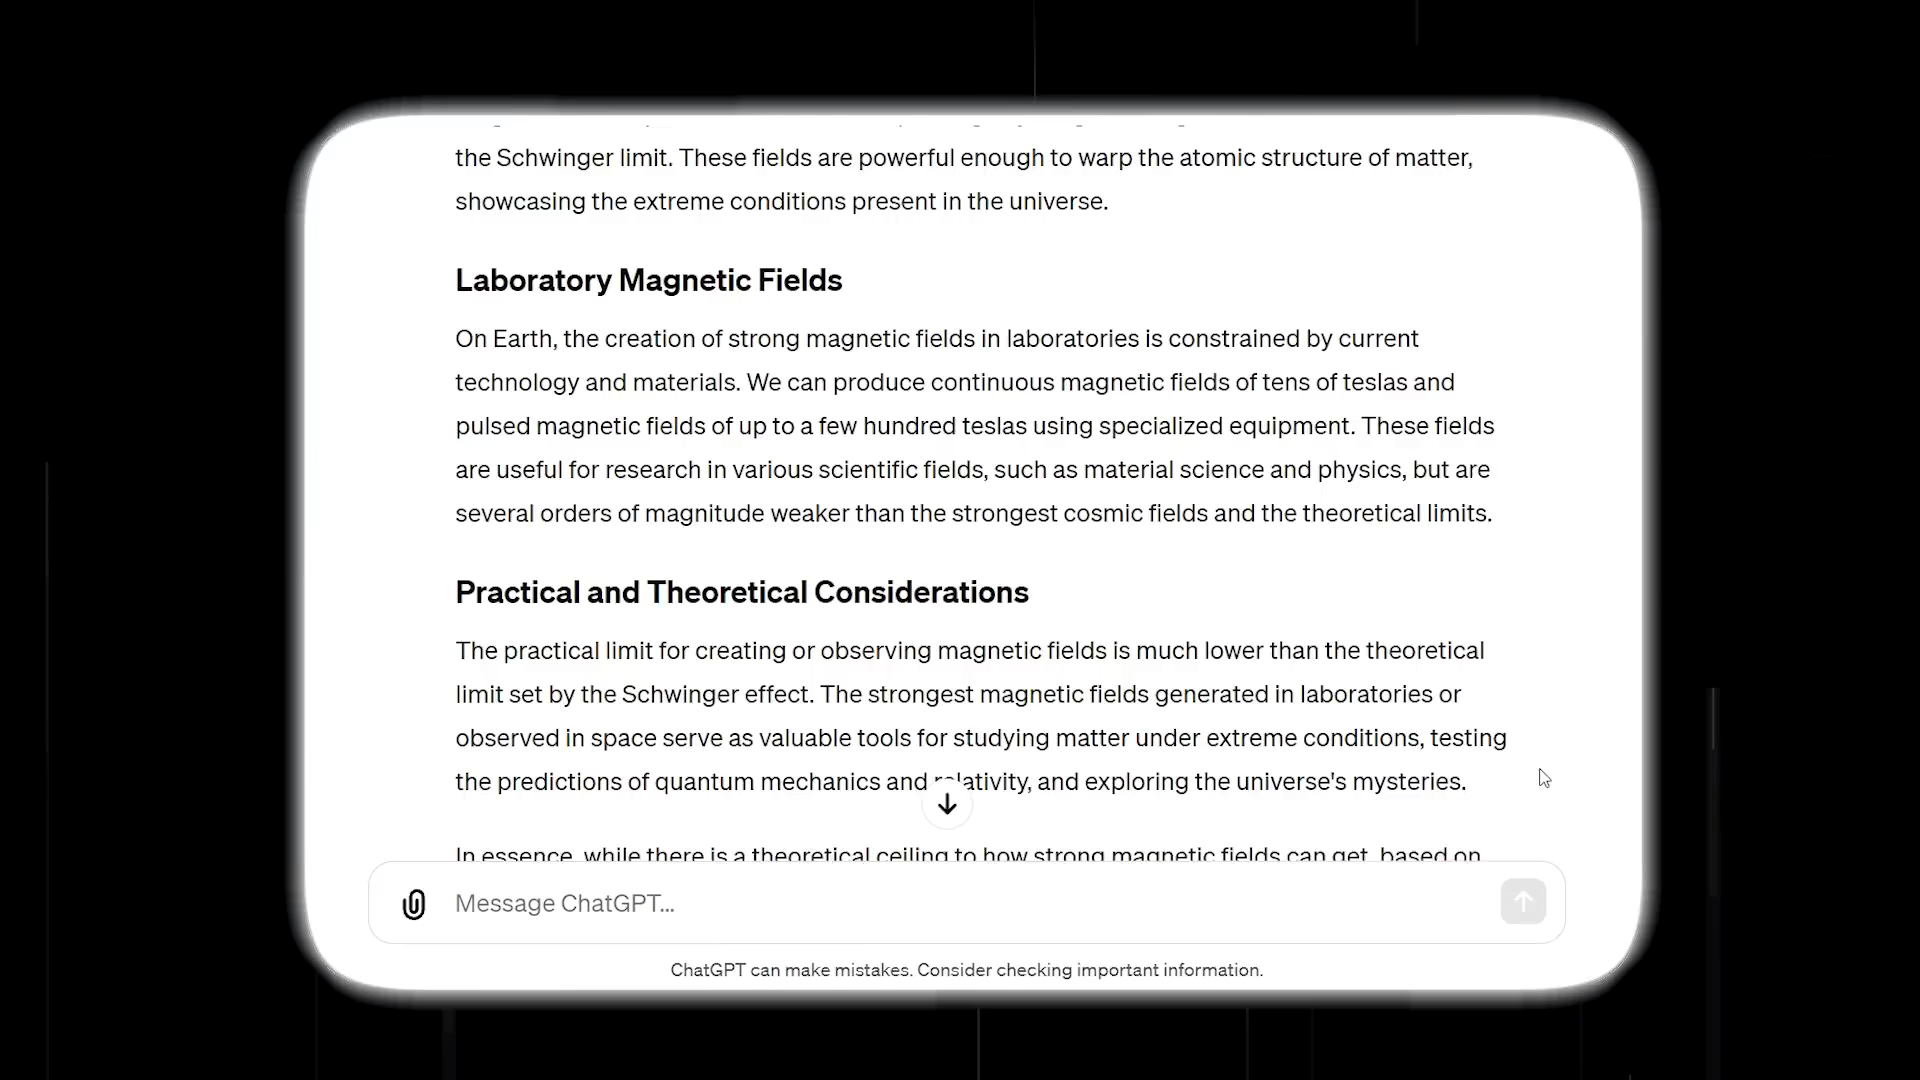 the Schwinger limit. These fields are powerful enough to warp the atomic structure of matter,
showcasing the extreme conditions present in the universe.
Laboratory Magnetic Fields
On Earth, the creation of strong magnetic fields in laboratories is constrained by current
technology and materials. We can produce continuous magnetic fields of tens of teslas and
pulsed magnetic fields of up to a few hundred teslas using specialized equipment. These fields
are useful for research in various scientific fields, such as material science and physics, but are
several orders of magnitude weaker than the strongest cosmic fields and the theoretical limits.
Practical and Theoretical Considerations
The practical limit for creating or observing magnetic fields is much lower than the theoretical
limit set by the Schwinger effect. The strongest magnetic fields generated in laboratories or
observed in space serve as valuable tools for studying matter under extreme conditions, testing
the predictions of quantum mechanics and relativity, and exploring the universe's mysteries.
In essence, while there is a theoretical ceiling to how strong magnetic fields can get, based on
Message ChatGPT...
ChatGPT can make mistakes. Consider checking important information.